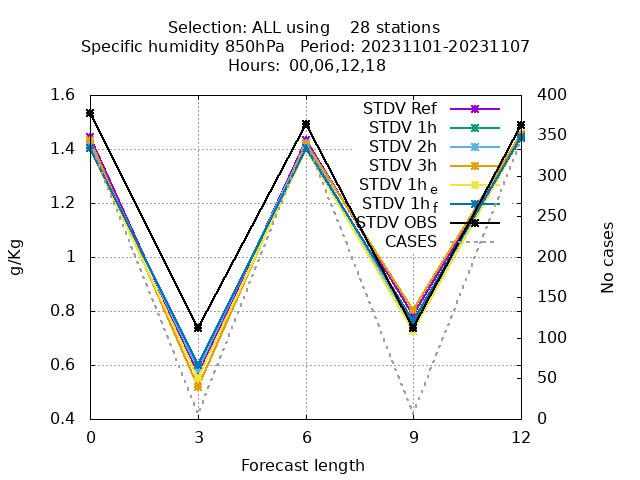 Selection: ALL using 28 stations
Specific humidity 850hPa Period: 20231101-20231107
Hours: 00,06,12,18
1.6
1.4
1.2
1
0.8
0.6
0.4
g/Kg
STDV Ref
STDV 1h
STDV 2h
STDV 3h
STDV 1h e
STDV 1h f
STDV OBS
CASES
400
350
300
250
200
150
100
50
0
No cases
0 3 6 9 12
Forecast length